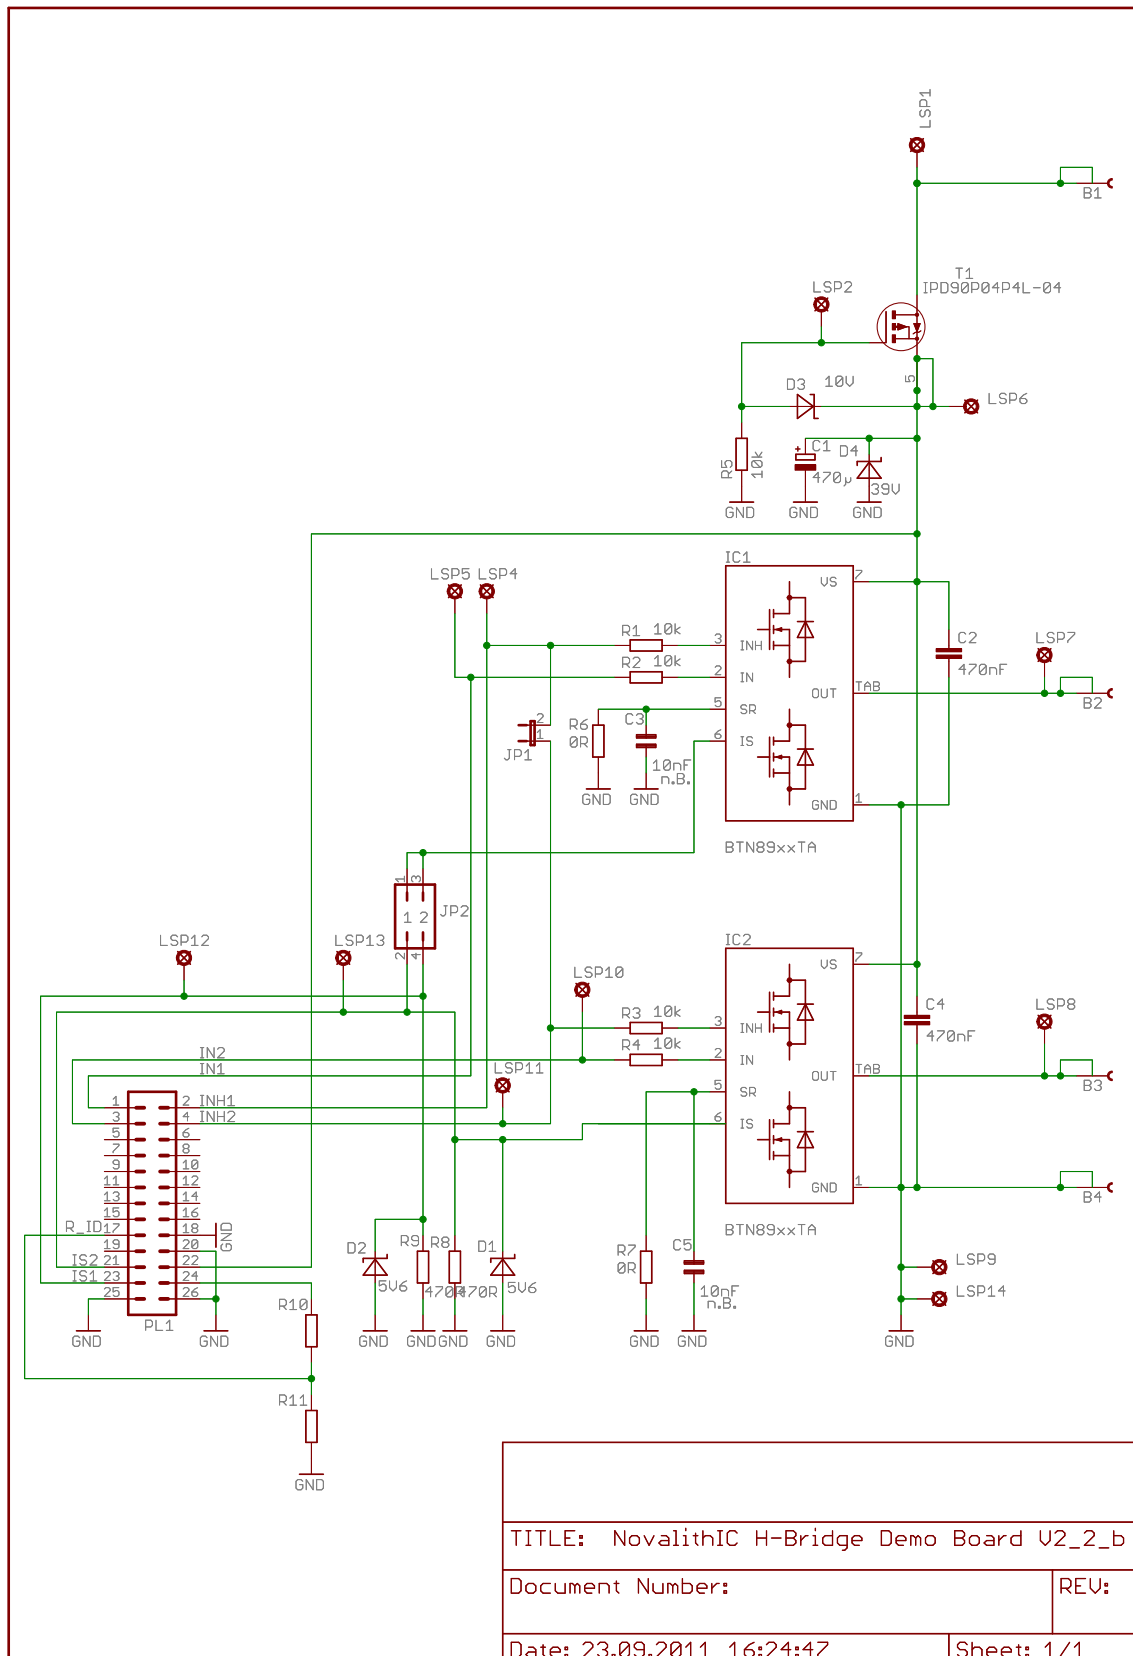 LSP1
B1
T1
IPD90P04P4L-04
LSP2
5
D3 10V
LSP6
R5
10k
C1
+
470µ
D4
39V
GND GND GND
IC1
LSP5 LSP4
VS 7
R1 10k 3 INH
R2 10k 2 IN
C2
470nF
LSP7
OUT TAB
B2
5 SR
R6
0R
C3
10nF
n.B.
2
1
JP1
6 IS
GND GND
GND 1
BTN89xxTA
1 3
1 2
JP2
2 4
LSP12
LSP13
IC2
VS 7
LSP10
R3 10k 3 INH
R4 10k 2 IN
C4
470nF
LSP8
OUT TAB
B3
IN2
IN1
LSP11
5 SR
6 IS
GND 1
B4
BTN89xxTA
1 2 INH1
3 4 INH2
5 6
7 8
9 10
11 12
13 14
15 16
R_ID 17 18 GND
19 20
IS2 21 22
IS1 23 24
25 26
PL1
GND GND
D2
5V6
R9
470R
R8
470R
D1
5V6
GND GND GND GND
R7
0R
C5
10nF
n.B.
GND GND
LSP9
LSP14
GND
R10
R11
GND
TITLE: NovalithIC H-Bridge Demo Board V2_2_b
Document Number:
REV:
Date: 23.09.2011 16:24:47
Sheet: 1/1